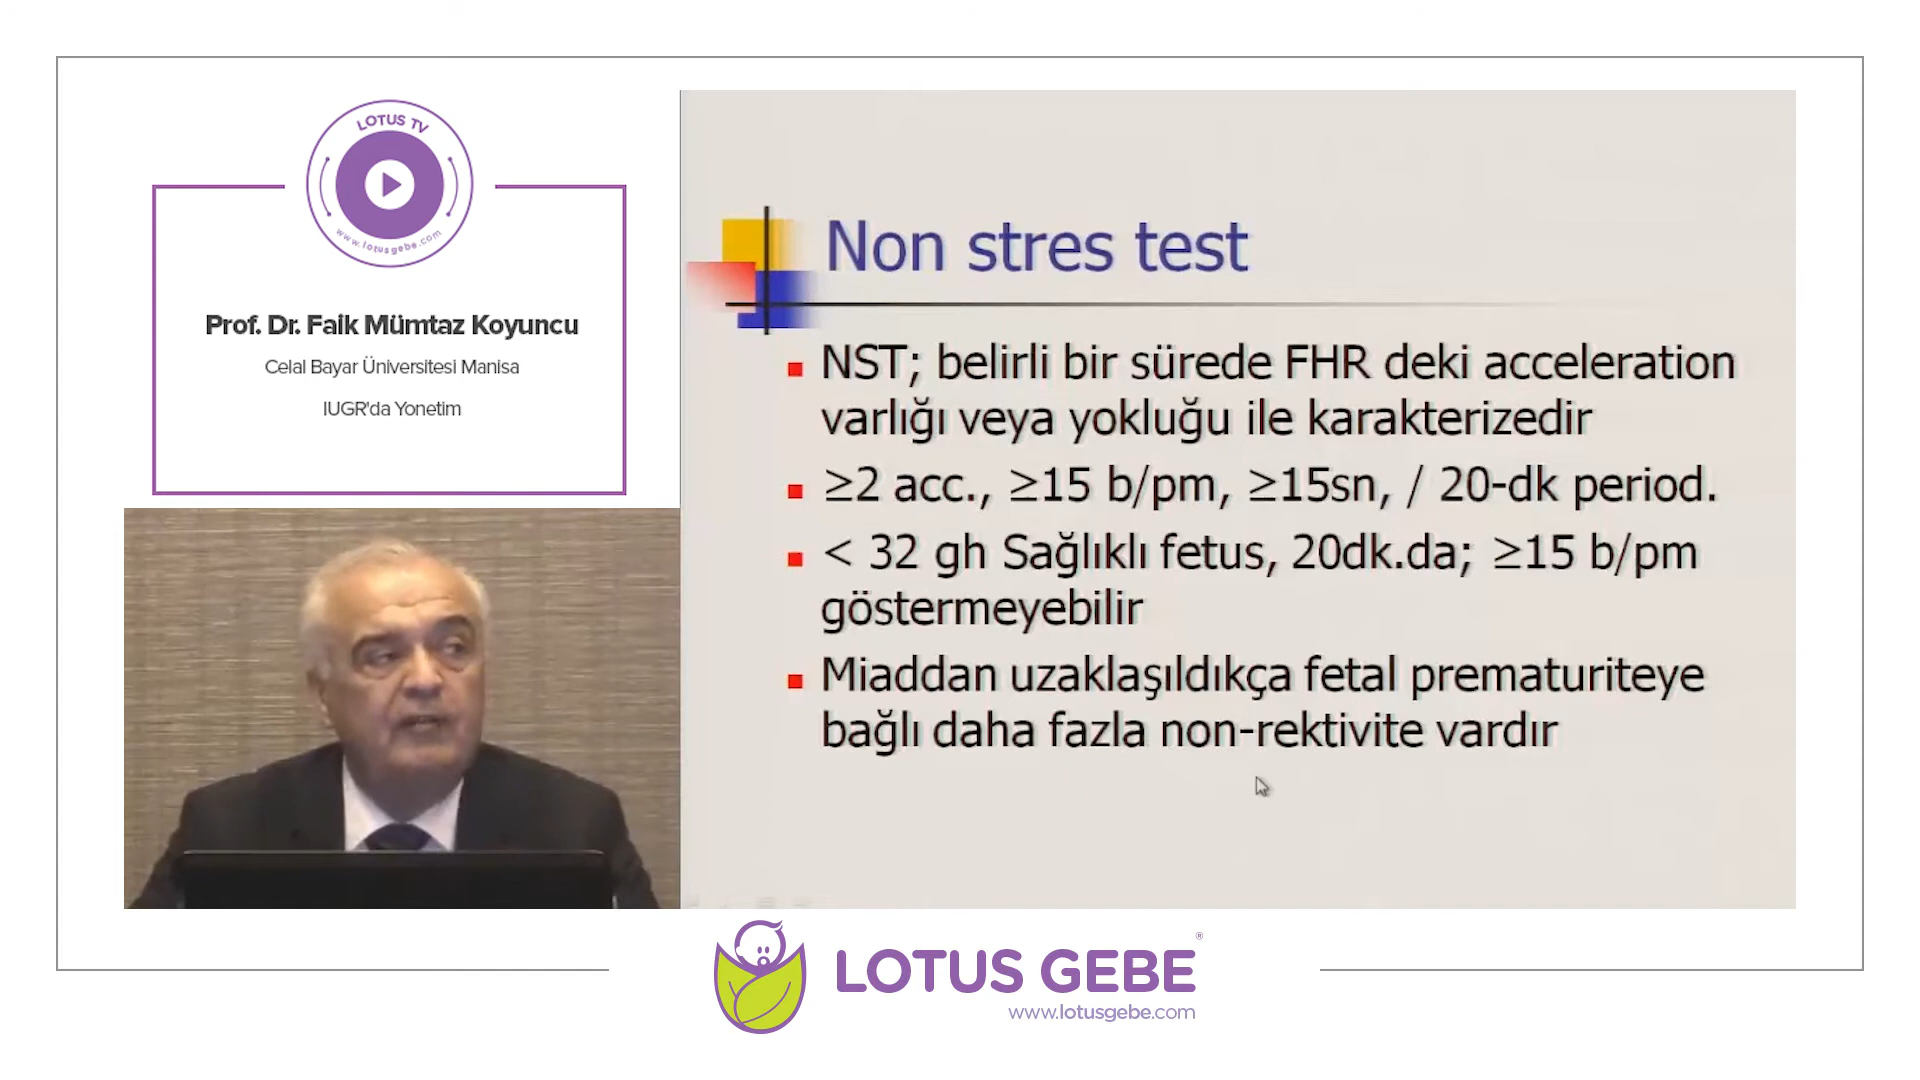 LOTUS TV
www.lotusgebe.com
Prof. Dr. Faik Mümtaz Koyuncu
Celal Bayar Üniversitesi Manisa
IUGR'da Yonetim
Non stres test
NST; belirli bir sürede FHR deki acceleration
varlığı veya yokluğu ile karakterizedir
≥2 acc., ≥15 b/pm, ≥15sn, / 20-dk period.
< 32 gh Sağlıklı fetus, 20dk.da; ≥15 b/pm
göstermeyebilir
Miaddan uzaklaşıldıkça fetal prematuriteye
bağlı daha fazla non-rektivite vardır
LOTUS GEBE®
www.lotusgebe.com